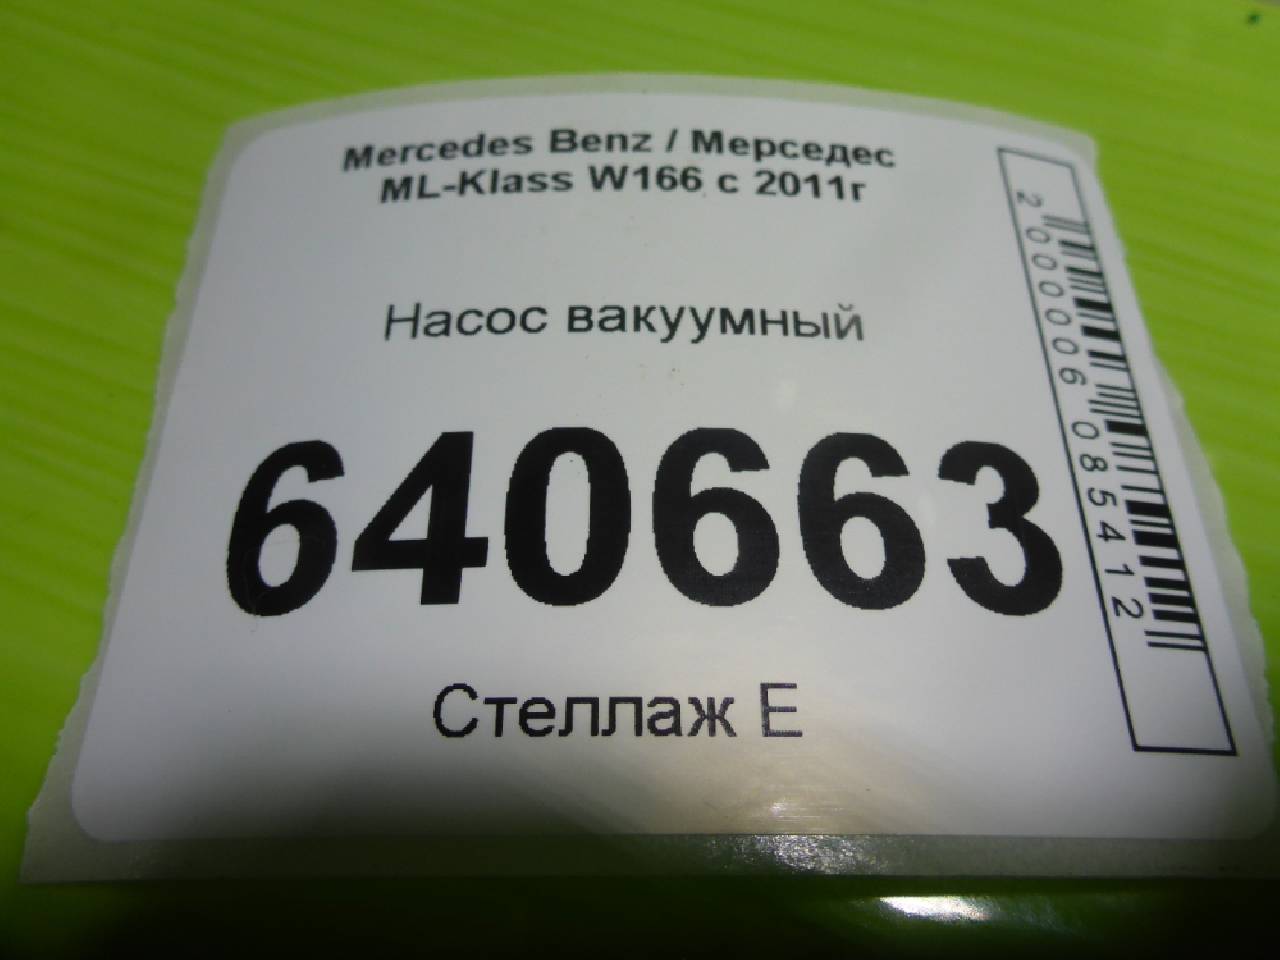 Mercedes Benz / Мерседес
ML-Klass W166 с 2011г
Насос вакуумный
640663
Стеллаж Е
2000006085412